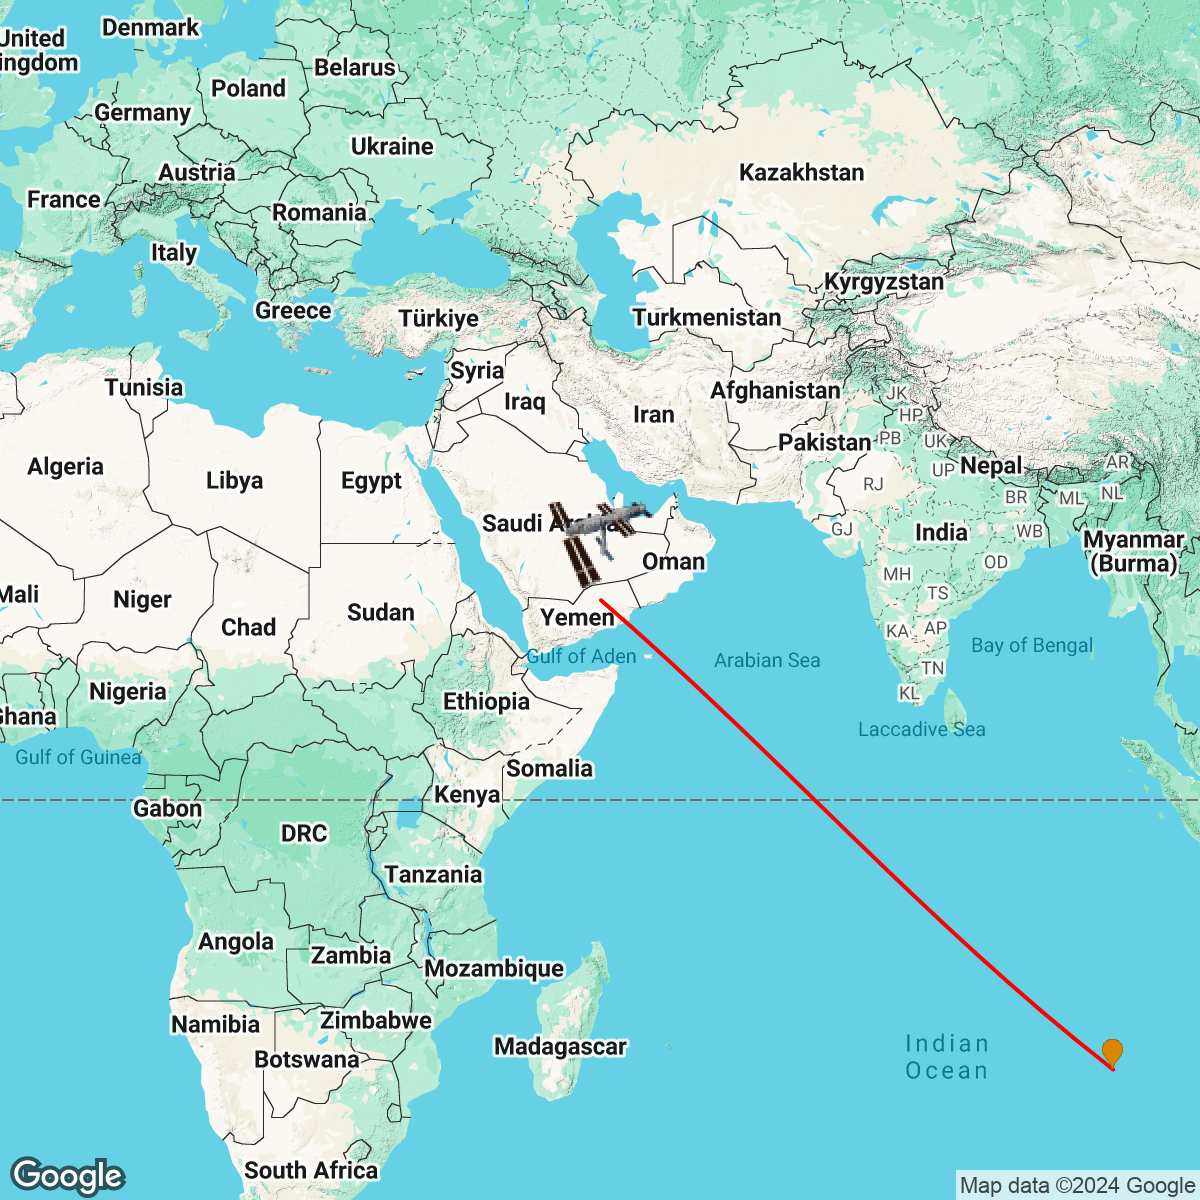 Denmark
United
Kingdom
Belarus
Poland
Germany
Ukraine
Austria
Kazakhstan
France
Romania
Italy
Kyrgyzstan
Greece
Türkiye
Turkmenistan
Syria
Tunisia
Afghanistan
JK
Iraq
Iran
HP
Pakistan
PB
UK
Algeria
Libya
Egypt
UP
Nepal
AR
RJ
BR
ML
NL
Saudi Arabia
GJ
India
WB
Myanmar
(Burma)
Oman
OD
MH
Mali
Niger
TS
Chad
Sudan
Yemen
KA
AP
Gulf of Aden
Arabian Sea
Bay of Bengal
TN
Nigeria
Ethiopia
KL
Ghana
Laccadive Sea
Gulf of Guinea
Somalia
Kenya
Gabon
DRC
Tanzania
Angola
Zambia
Mozambique
Namibia
Zimbabwe
Madagascar
Indian
Ocean
Botswana
South Africa
Google
Map data ©2024 Google